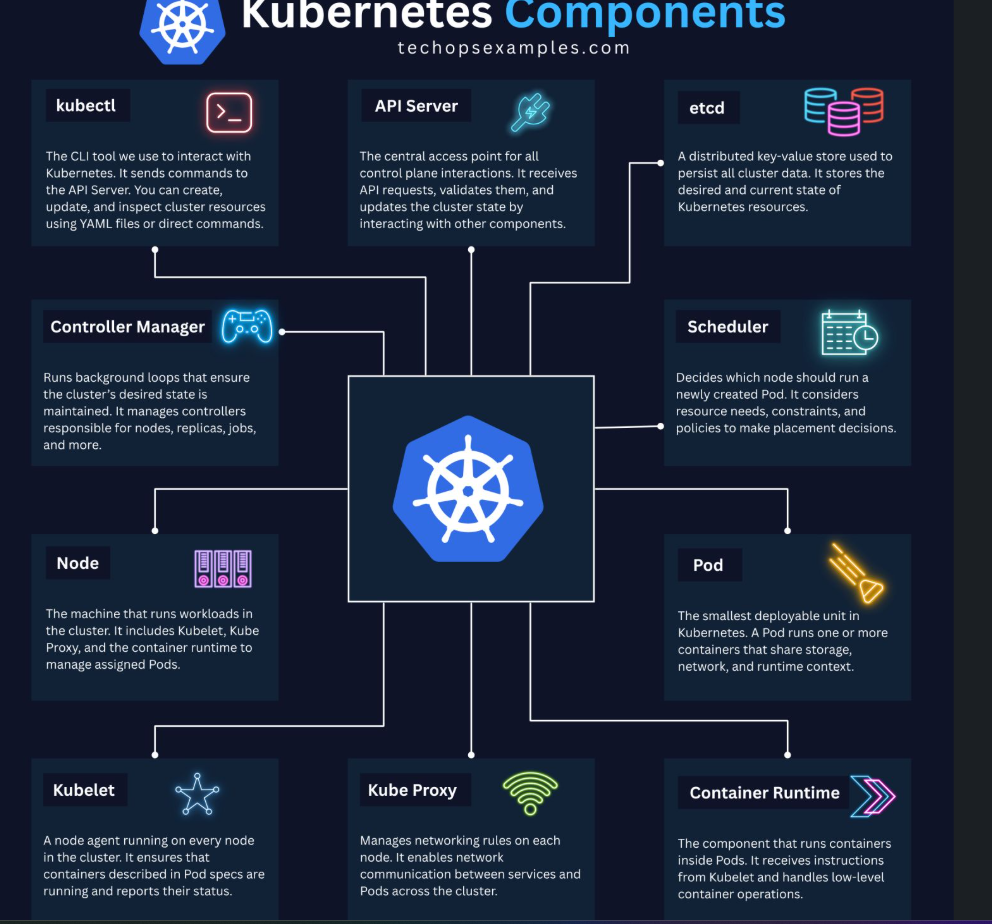 Kubernetes Components
techopsexamples.com
kubectl
The CLI tool we use to interact with
Kubernetes. It sends commands to
the API Server. You can create,
update, and inspect cluster resources
using YAML files or direct commands.
API Server
The central access point for all
control plane interactions. It receives
API requests, validates them, and
updates the cluster state by
interacting with other components.
etcd
A distributed key-value store used to
persist all cluster data. It stores the
desired and current state of
Kubernetes resources.
Controller Manager
Runs background loops that ensure
the cluster's desired state is
maintained. It manages controllers
responsible for nodes, replicas, jobs,
and more.
Scheduler
Decides which node should run a
newly created Pod. It considers
resource needs, constraints, and
policies to make placement decisions.
Node
The machine that runs workloads in
the cluster. It includes Kubelet, Kube
Proxy, and the container runtime to
manage assigned Pods.
Pod
The smallest deployable unit in
Kubernetes. A Pod runs one or more
containers that share storage,
network, and runtime context.
Kubelet
A node agent running on every node
in the cluster. It ensures that
containers described in Pod specs are
running and reports their status.
Kube Proxy
Manages networking rules on each
node. It enables network
communication between services and
Pods across the cluster.
Container Runtime
The component that runs containers
inside Pods. It receives instructions
from Kubelet and handles low-level
container operations.